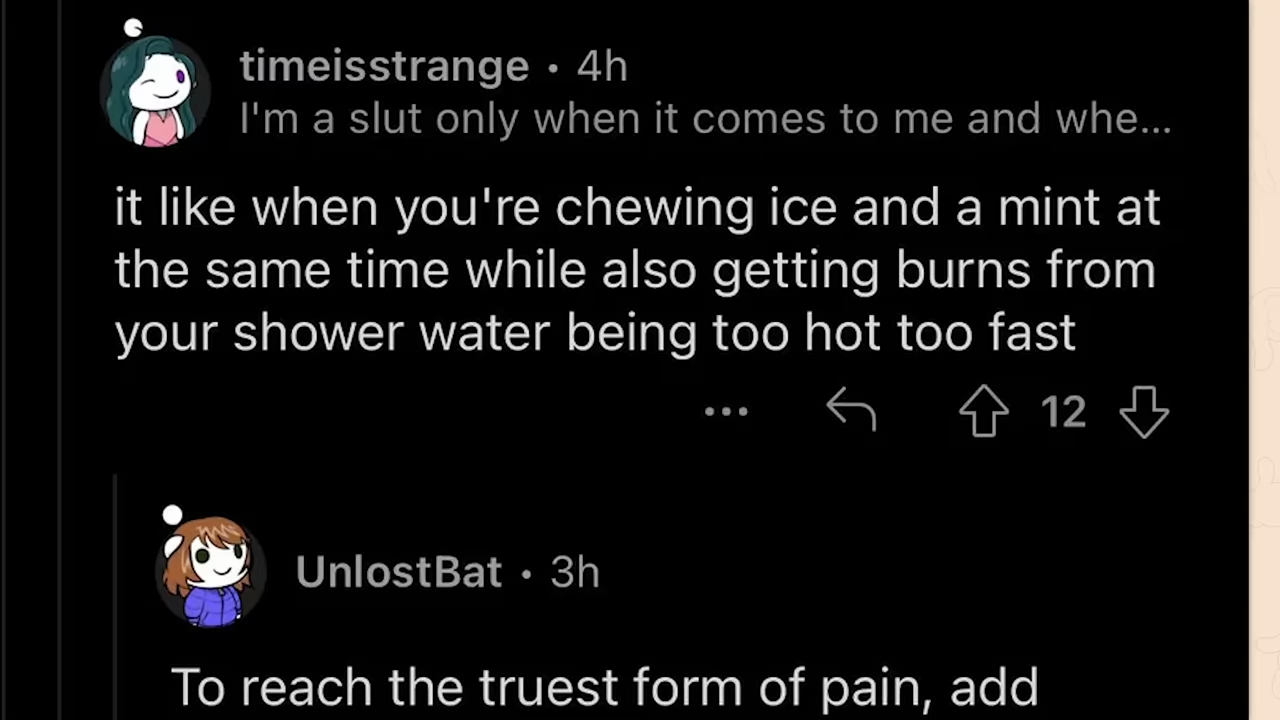 timeisstrange • 4h
I'm a slut only when it comes to me and whe...
it like when you're chewing ice and a mint at
the same time while also getting burns from
your shower water being too hot too fast
... 12
UnlostBat • 3h
To reach the truest form of pain, add